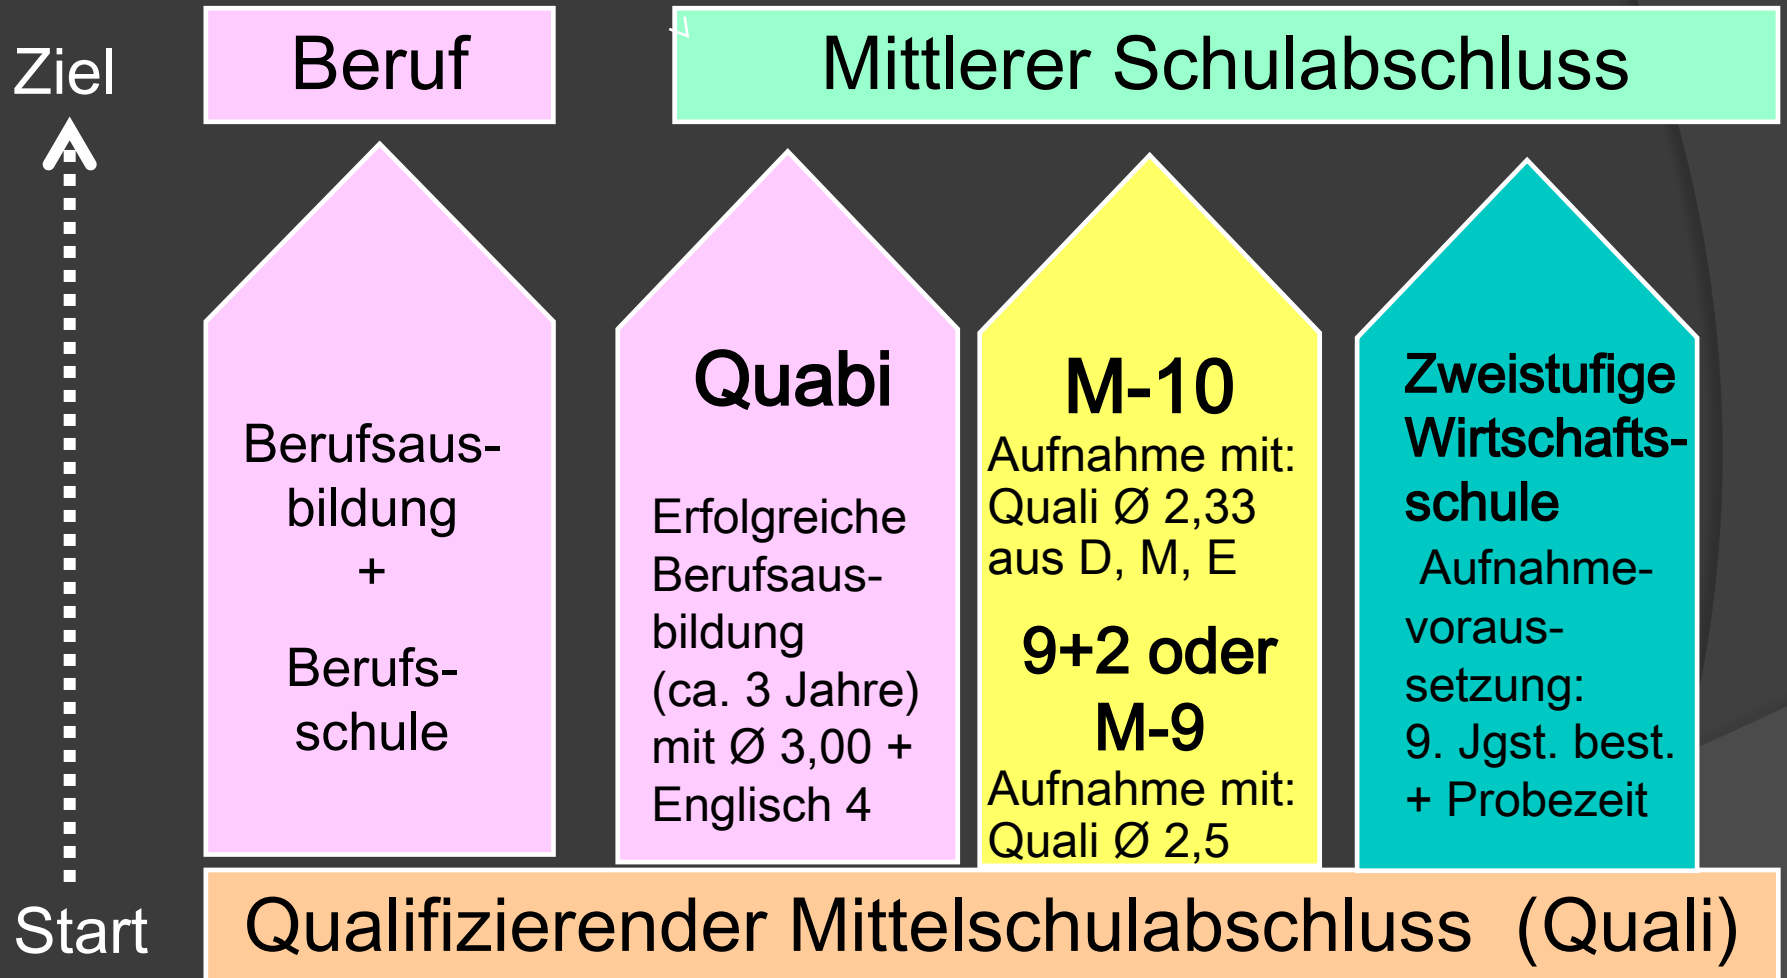 Ziel
Beruf
Mittlerer Schulabschluss
Berufsaus-
bildung
+
Berufs-
schule
Quabi
Erfolgreiche
Berufsaus-
bildung
(ca. 3 Jahre)
mit Ø 3,00 +
Englisch 4
M-10
Aufnahme mit:
Quali Ø 2,33
aus D, M, E
9+2 oder
M-9
Aufnahme mit:
Quali Ø 2,5
Zweistufige
Wirtschafts-
schule
Aufnahme-
voraus-
setzung:
9. Jgst. best.
+ Probezeit
Start
Qualifizierender Mittelschulabschluss (Quali)